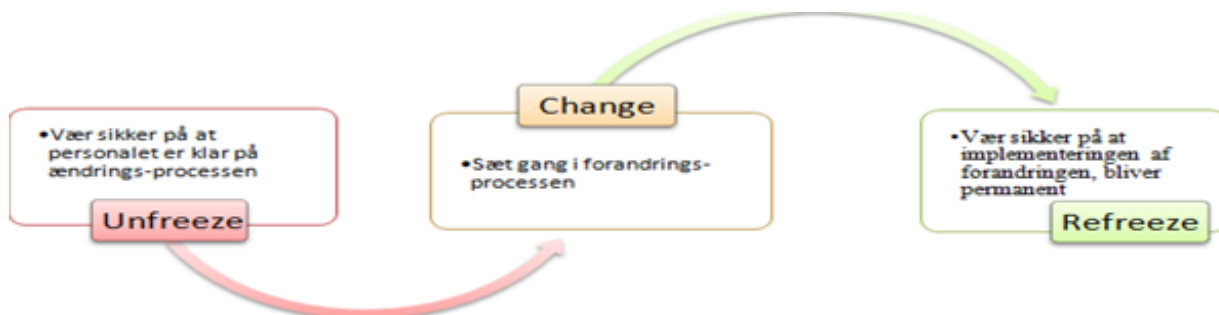 •Vær sikker på at
personalet er klar på
ændrings-processen
Unfreeze
Change
•Sæt gang i forandrings-
processen
•Vær sikker på at
implementeringen af
forandringen, bliver
permanent
Refreeze